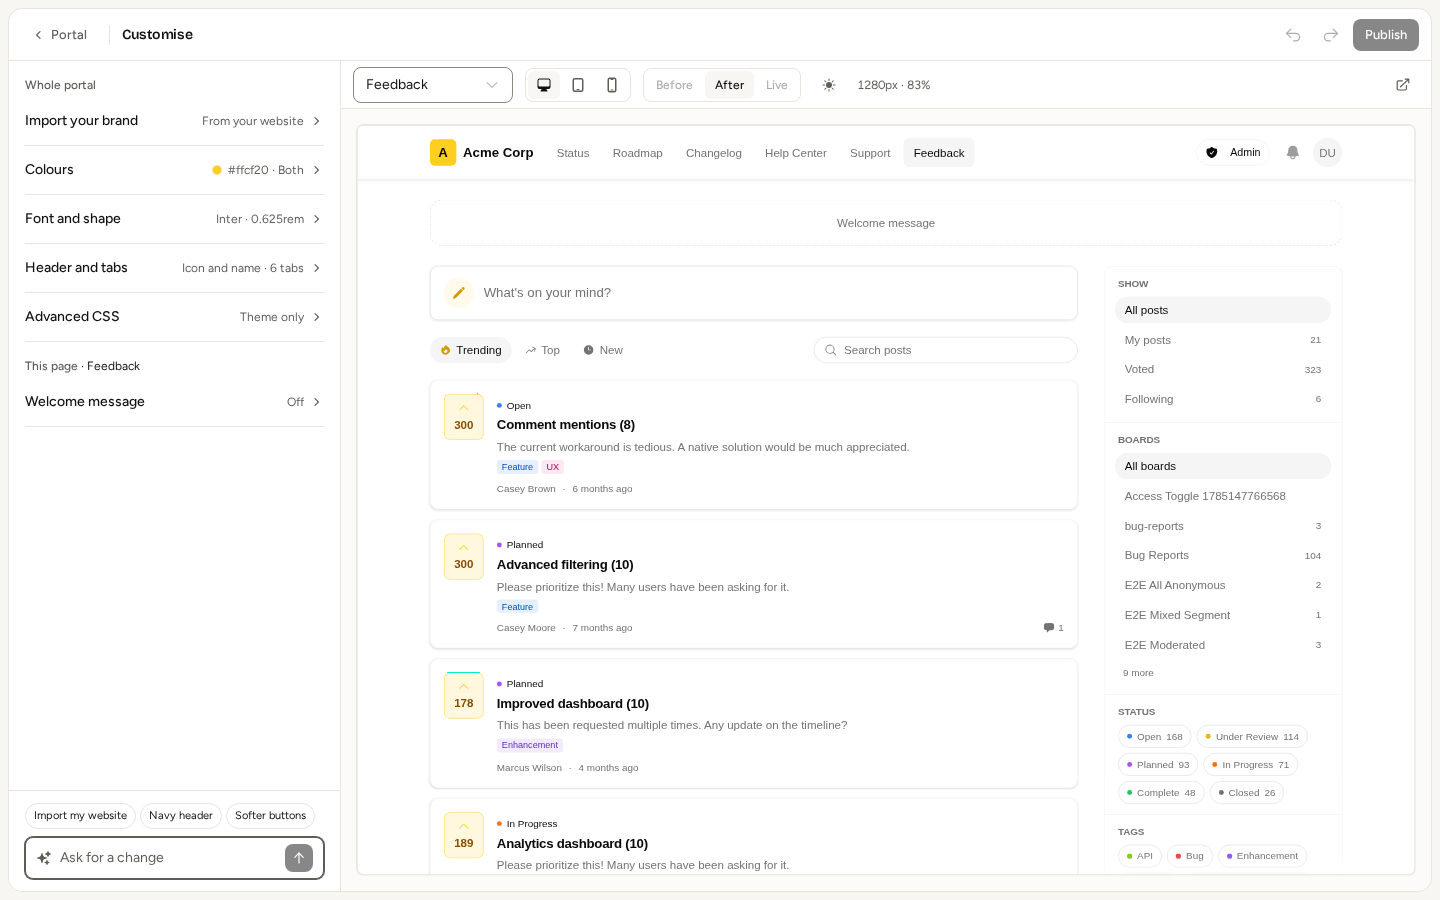 Portal
Customise
Publish
Whole portal
Import your brand From your website
Colours #ffcf20 · Both
Font and shape Inter · 0.625rem
Header and tabs Icon and name · 6 tabs
Advanced CSS Theme only
This page · Feedback
Welcome message Off
Import my website Navy header Softer buttons
Ask for a change
Feedback
Before After Live
1280px · 83%
A Acme Corp Status Roadmap Changelog Help Center Support Feedback Admin DU
Welcome message
What's on your mind?
Trending Top New Search posts
Open
300 Comment mentions (8)
The current workaround is tedious. A native solution would be much appreciated.
Feature UX
Casey Brown · 6 months ago
Planned
300 Advanced filtering (10)
Please prioritize this! Many users have been asking for it.
Feature
Casey Moore · 7 months ago 1
Planned
178 Improved dashboard (10)
This has been requested multiple times. Any update on the timeline?
Enhancement
Marcus Wilson · 4 months ago
In Progress
189 Analytics dashboard (10)
Please prioritize this! Many users have been asking for it.
SHOW
All posts
My posts 21
Voted 323
Following 6
BOARDS
All boards
Access Toggle 1785147766568
bug-reports 3
Bug Reports 104
E2E All Anonymous 2
E2E Mixed Segment 1
E2E Moderated 3
9 more
STATUS
Open 168 Under Review 114
Planned 93 In Progress 71
Complete 48 Closed 26
TAGS
API Bug Enhancement